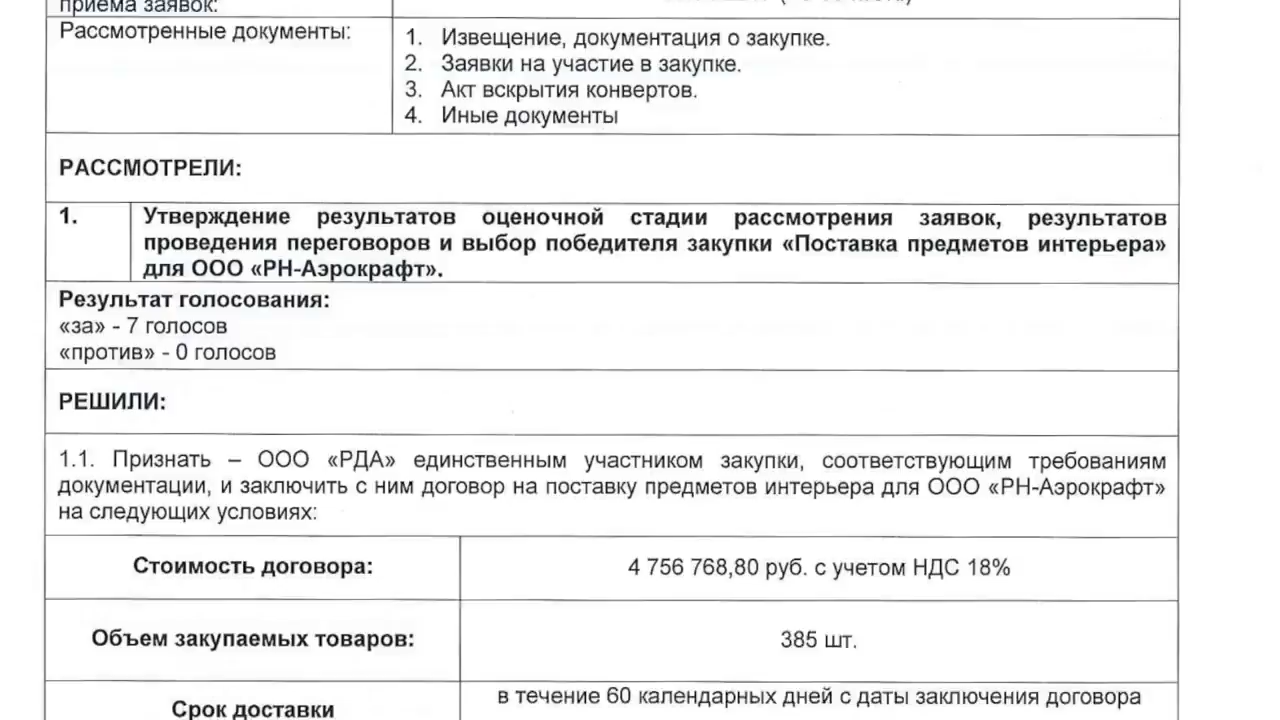 приема заявок:
Рассмотренные документы:
1. Извещение, документация о закупке.
2. Заявки на участие в закупке.
3. Акт вскрытия конвертов.
4. Иные документы
РАССМОТРЕЛИ:
1. Утверждение результатов оценочной стадии рассмотрения заявок, результатов
проведения переговоров и выбор победителя закупки «Поставка предметов интерьера»
для ООО «РН-Аэрокрафт».
Результат голосования:
«за» - 7 голосов
«против» - 0 голосов
РЕШИЛИ:
1.1. Признать – ООО «РДА» единственным участником закупки, соответствующим требованиям
документации, и заключить с ним договор на поставку предметов интерьера для ООО «РН-Аэрокрафт»
на следующих условиях:
Стоимость договора:
4 756 768,80 руб. с учетом НДС 18%
Объем закупаемых товаров:
385 шт.
Срок доставки
в течение 60 календарных дней с даты заключения договора